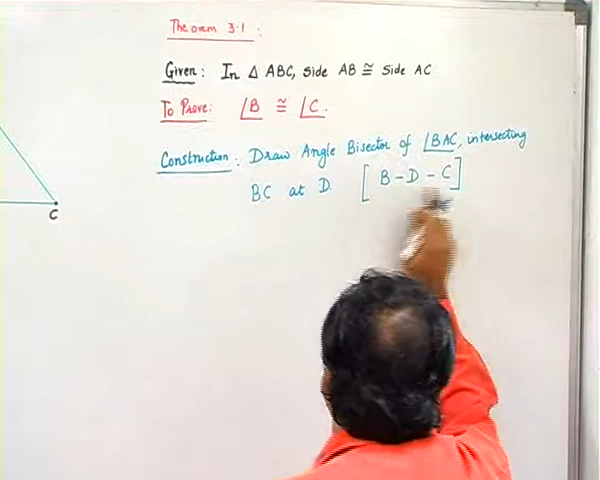 Theorem 3.1 :
Given : In Δ ABC, side AB ≅ side AC
To Prove: ∠B ≅ ∠C.
Construction : Draw Angle Bisector of ∠BAC, intersecting
BC at D. [ B - D - C ]
C